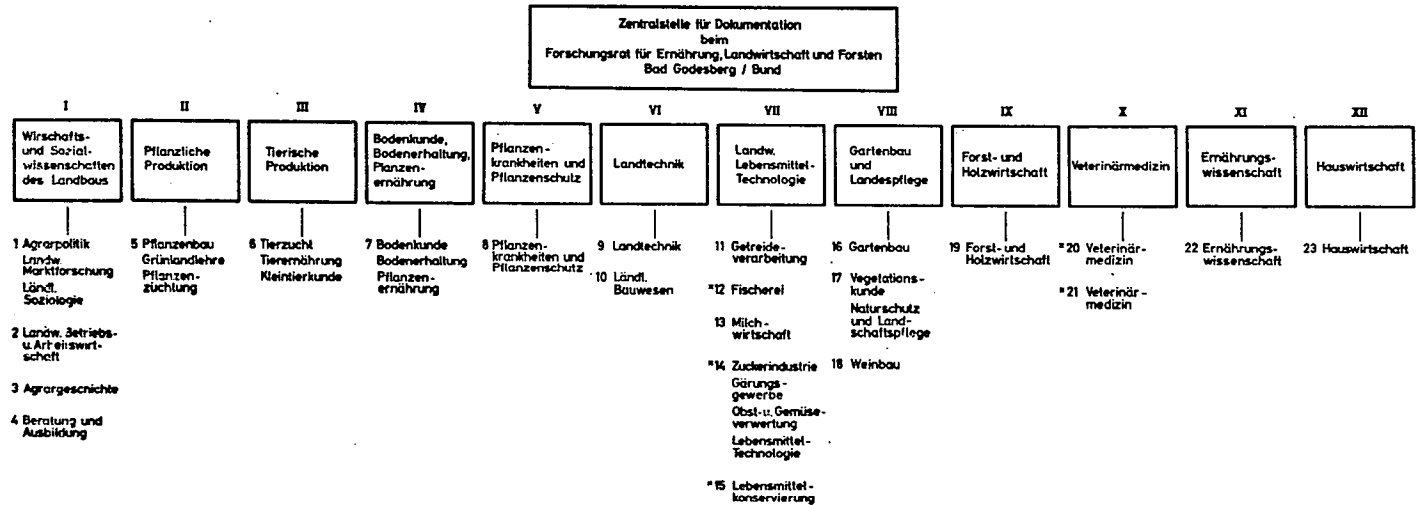 Zentralstelle für Dokumentation
beim
Forschungsrat für Ernährung, Landwirtschaft und Forsten
Bad Godesberg / Bund
I
Wirschafts-
und Sozial-
wissenschaften
des Landbaus
1 Agrarpolitik
Landw.
Marktforschung
Ländl.
Soziologie
2 Landw. Betriebs-
u. Arbeitswirt-
schaft
3 Agrargeschichte
4 Beratung und
Ausbildung
II
Pflanzliche
Produktion
5 Pflanzenbau
Grünlandlehre
Pflanzen-
züchtung
III
Tierische
Produktion
6 Tierzucht
Tierernährung
Kleintierkunde
IV
Bodenkunde,
Bodenerhaltung,
Planzen-
ernährung
7 Bodenkunde
Bodenerhaltung
Pflanzen-
ernährung
V
Pflanzen-
krankheiten und
Pflanzenschutz
8 Pflanzen-
krankheiten und
Pflanzenschutz
VI
Landtechnik
9 Landtechnik
10 Ländl.
Bauwesen
VII
Landw.
Lebensmittel-
Technologie
11 Getreide-
verarbeitung
*12 Fischerei
13 Milch-
wirtschaft
*14 Zuckerindustrie
Gärungs-
gewerbe
Obst- u. Gemüse-
verwertung
Lebensmittel-
Technologie
*15 Lebensmittel-
konservierung
VIII
Gartenbau
und
Landespflege
16 Gartenbau
17 Vegetations-
kunde
Naturschutz
und Land-
schaftspflege
18 Weinbau
IX
Forst- und
Holzwirtschaft
19 Forst- und
Holzwirtschaft
X
Veterinärmedizin
*20 Veterinär-
medizin
*21 Veterinär-
medizin
XI
Ernährungs-
wissenschaft
22 Ernährungs-
wissenschaft
XII
Hauswirtschaft
23 Hauswirtschaft